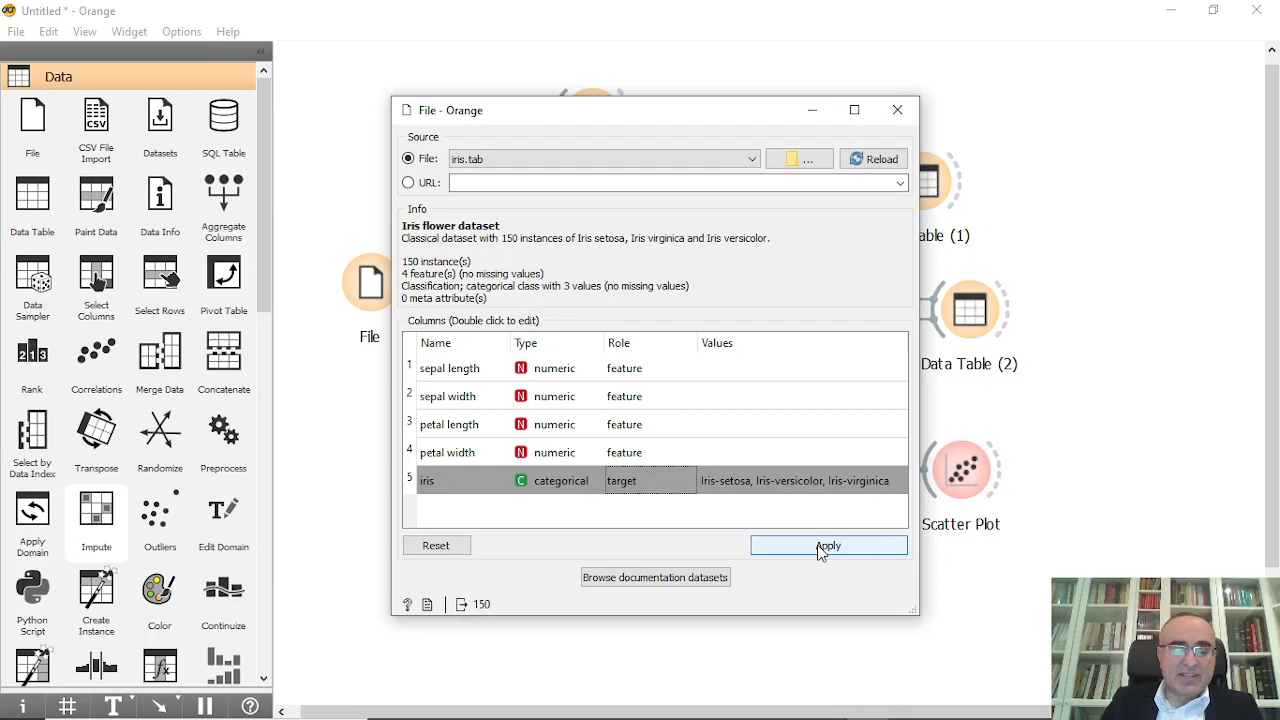 Untitled * - Orange
File Edit View Widget Options Help
Data
File
CSV File Import
Datasets
SQL Table
Data Table
Paint Data
Data Info
Aggregate Columns
Data Sampler
Select Columns
Select Rows
Pivot Table
Rank
Correlations
Merge Data
Concatenate
Select by Data Index
Transpose
Randomize
Preprocess
Apply Domain
Impute
Outliers
Edit Domain
Python Script
Create Instance
Color
Continuize
File - Orange
Source
File: iris.tab ... Reload
URL:
Info
Iris flower dataset
Classical dataset with 150 instances of Iris setosa, Iris virginica and Iris versicolor.
150 instance(s)
4 feature(s) (no missing values)
Classification; categorical class with 3 values (no missing values)
0 meta attribute(s)
Columns (Double click to edit)
Name Type Role Values
1 sepal length N numeric feature
2 sepal width N numeric feature
3 petal length N numeric feature
4 petal width N numeric feature
5 iris C categorical target Iris-setosa, Iris-versicolor, Iris-virginica
Reset Apply
Browse documentation datasets
150
File
able (1)
Data Table (2)
Scatter Plot